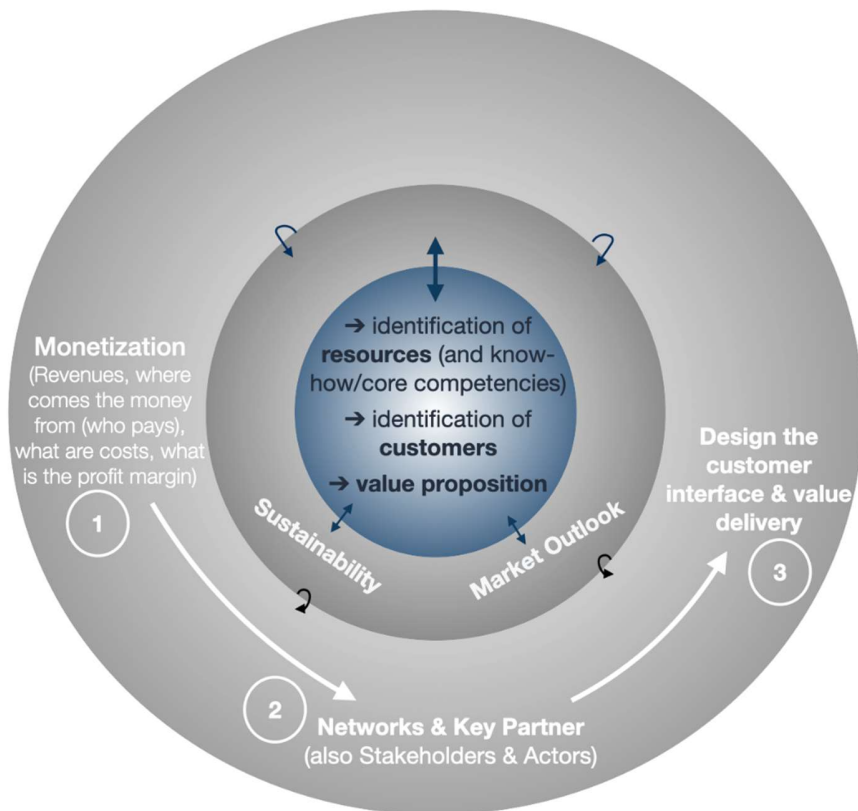 ➔ identification of
resources (and know-
how/core competencies)
➔ identification of
customers
➔ value proposition
Sustainability
Market Outlook
Monetization
(Revenues, where
comes the money
from (who pays),
what are costs, what
is the profit margin)
1
2
Networks & Key Partner
(also Stakeholders & Actors)
Design the
customer
interface & value
delivery
3